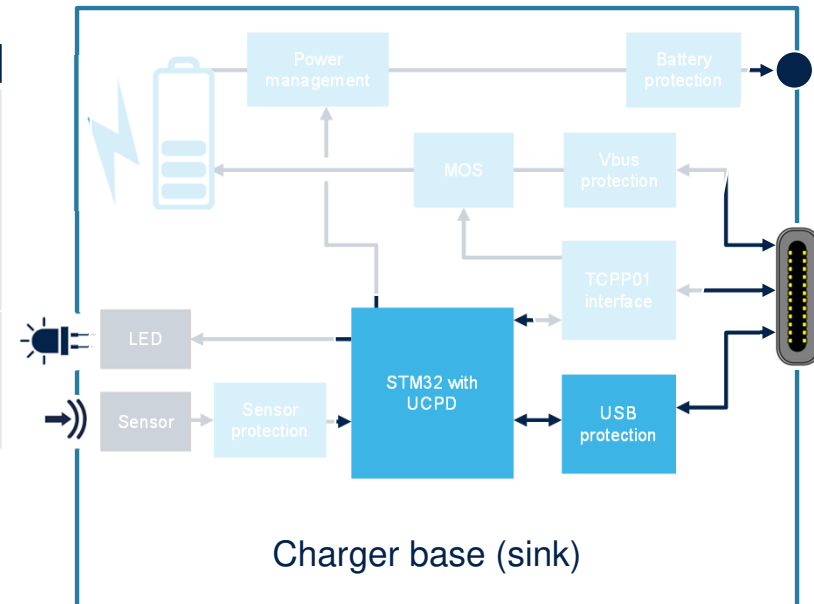 Power
management
Battery
protection
MOS
Vbus
protection
TCPP01
interface
LED
STM32 with
UCPD
Sensor
Sensor
protection
USB
protection
Charger base (sink)